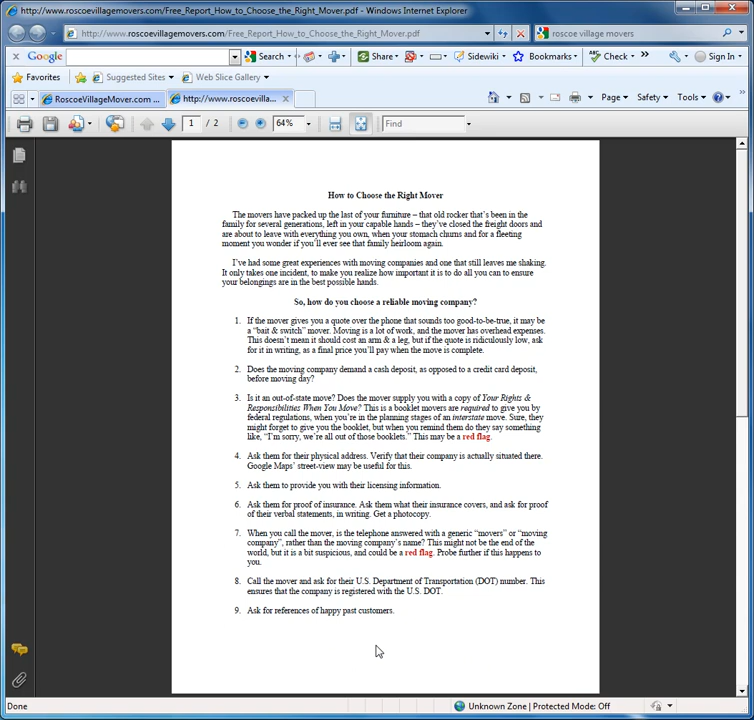 http://www.roscoevillagemovers.com/Free_Report_How_to_Choose_the_Right_Mover.pdf - Windows Internet Explorer
http://www.roscoevillagemovers.com/Free_Report_How_to_Choose_the_Right_Mover.pdf
roscoe village movers
Google
Search
Share
Sidewiki
Bookmarks
Check
Sign In
Favorites
Suggested Sites
Web Slice Gallery
RoscoeVillageMover.com ...
http://www.roscoevilla...
Page
Safety
Tools
1 / 2
64%
Find
How to Choose the Right Mover
The movers have packed up the last of your furniture – that old rocker that's been in the
family for several generations, left in your capable hands – they've closed the freight doors and
are about to leave with everything you own, when your stomach churns and for a fleeting
moment you wonder if you'll ever see that family heirloom again.
I've had some great experiences with moving companies and one that still leaves me shaking.
It only takes one incident, to make you realize how important it is to do all you can to ensure
your belongings are in the best possible hands.
So, how do you choose a reliable moving company?
1. If the mover gives you a quote over the phone that sounds too good-to-be-true, it may be
a "bait & switch" mover. Moving is a lot of work, and the mover has overhead expenses.
This doesn't mean it should cost an arm & a leg, but if the quote is ridiculously low, ask
for it in writing, as a final price you'll pay when the move is complete.
2. Does the moving company demand a cash deposit, as opposed to a credit card deposit,
before moving day?
3. Is it an out-of-state move? Does the mover supply you with a copy of Your Rights &
Responsibilities When You Move? This is a booklet movers are required to give you by
federal regulations, when you're in the planning stages of an interstate move. Sure, they
might forget to give you the booklet, but when you remind them do they say something
like, "I'm sorry, we're all out of those booklets." This may be a red flag.
4. Ask them for their physical address. Verify that their company is actually situated there.
Google Maps' street-view may be useful for this.
5. Ask them to provide you with their licensing information.
6. Ask them for proof of insurance. Ask them what their insurance covers, and ask for proof
of their verbal statements, in writing. Get a photocopy.
7. When you call the mover, is the telephone answered with a generic "movers" or "moving
company", rather than the moving company's name? This might not be the end of the
world, but it is a bit suspicious, and could be a red flag. Probe further if this happens to
you.
8. Call the mover and ask for their U.S. Department of Transportation (DOT) number. This
ensures that the company is registered with the U.S. DOT.
9. Ask for references of happy past customers.
Done
Unknown Zone | Protected Mode: Off